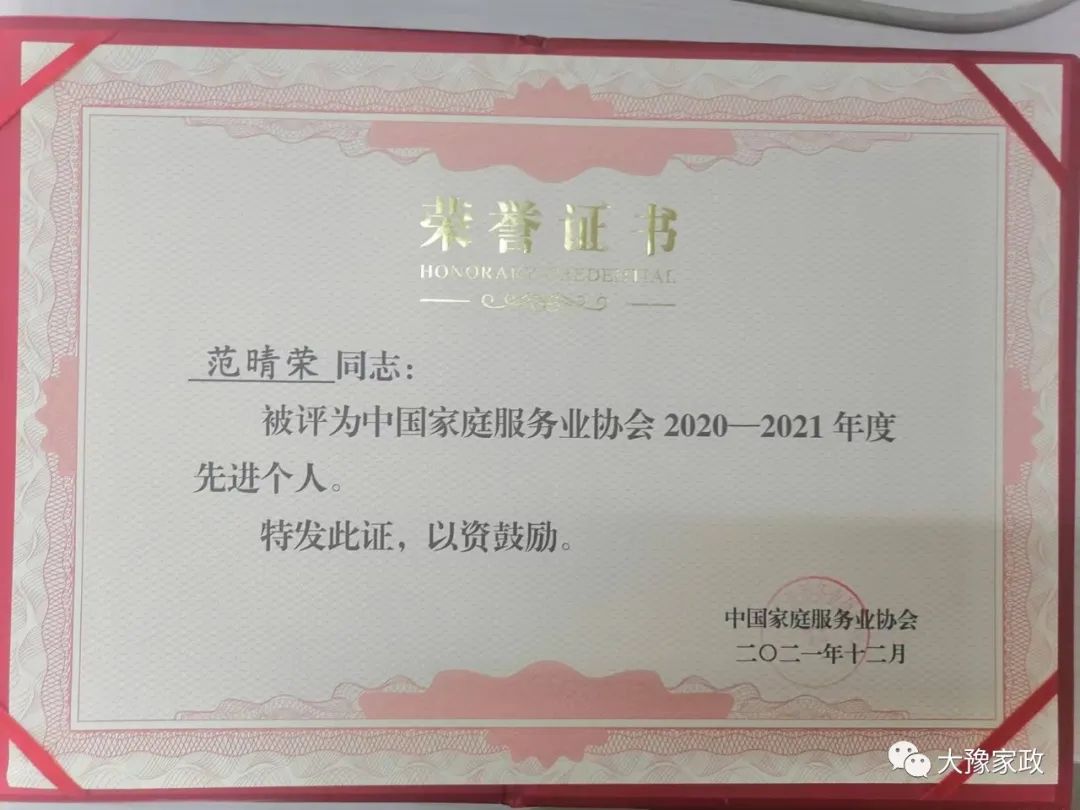 荣誉证书
HONORARY CREDENTIAL
范晴荣同志：
被评为中国家庭服务业协会2020—2021年度
先进个人。
特发此证，以资鼓励。
中国家庭服务业协会
二〇二一年十二月
大豫家政